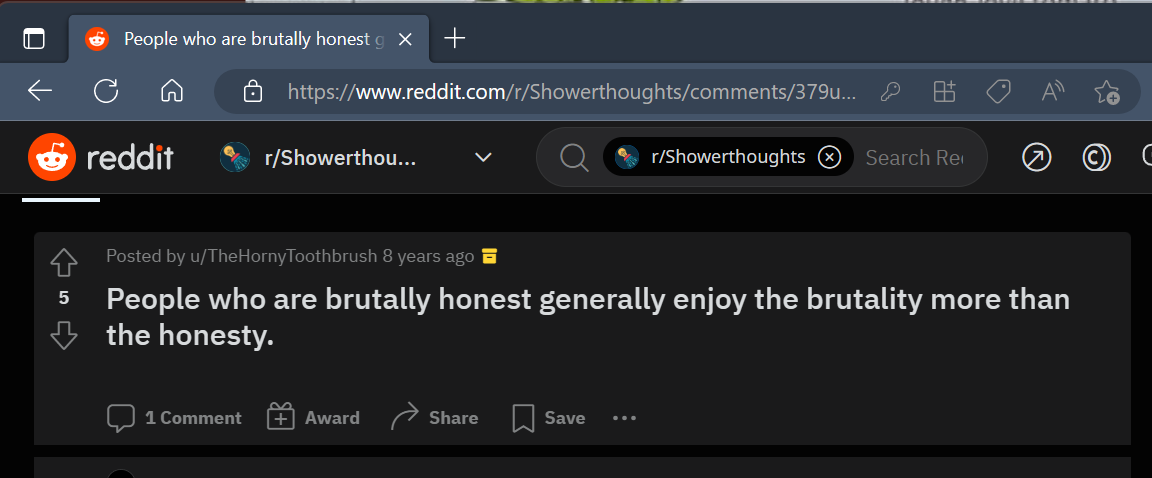 People who are brutally honest g
https://www.reddit.com/r/Showerthoughts/comments/379u...
reddit r/Showerthou... r/Showerthoughts Search Re
Posted by u/TheHornyToothbrush 8 years ago
5
People who are brutally honest generally enjoy the brutality more than
the honesty.
1 Comment Award Share Save